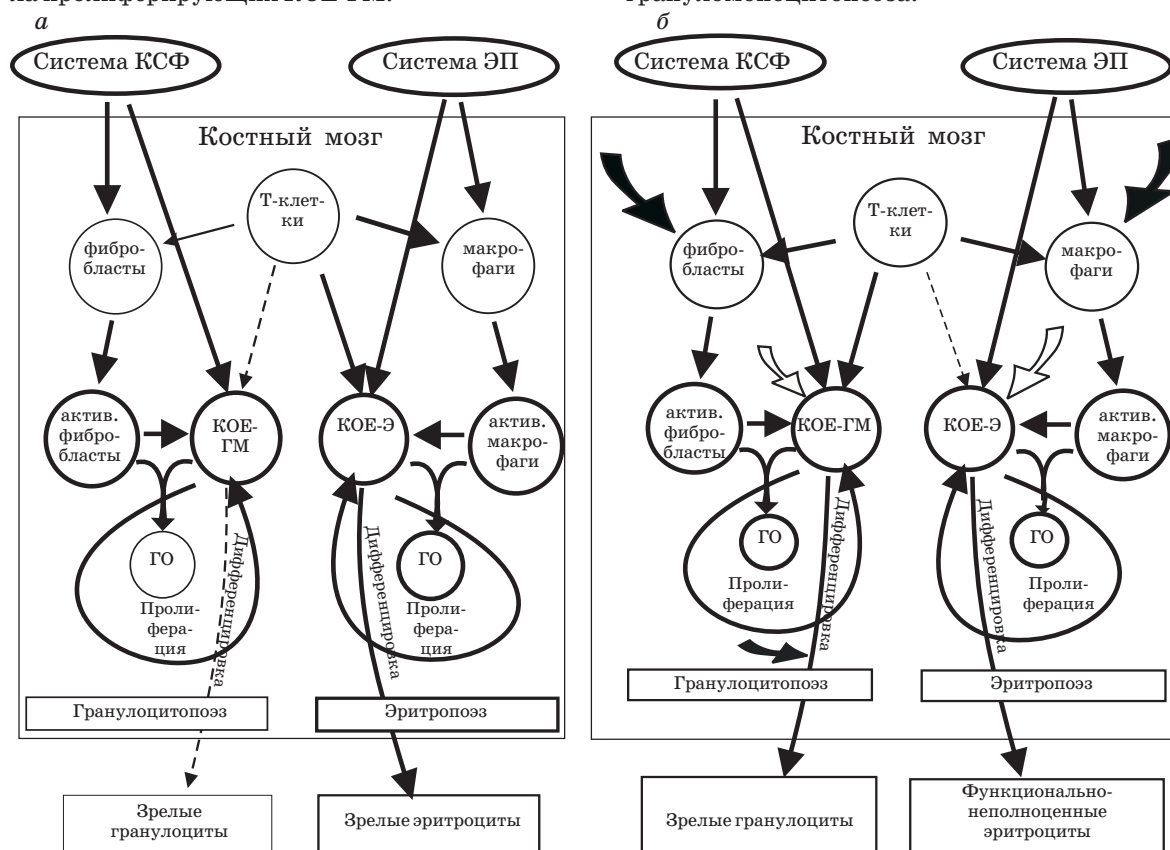 а
Система КСФ
Система ЭП
Костный мозг
Т-клет-
ки
фибро-
бласты
макро-
фаги
актив.
фибро-
бласты
КОЕ-
ГМ
КОЕ-Э
актив.
макро-
фаги
ГО
ГО
Проли-
ферация
Дифференцировка
Дифференцировка
Проли-
фера-
ция
Гранулоцитопоэз
Эритропоэз
Зрелые
гранулоциты
Зрелые эритроциты
б
Система КСФ
Система ЭП
Костный мозг
Т-клет-
ки
фибро-
бласты
макро-
фаги
актив.
фибро-
бласты
КОЕ-ГМ
КОЕ-Э
актив.
макро-
фаги
ГО
ГО
Проли-
ферация
Дифференцировка
Дифференцировка
Проли-
ферация
Гранулоцитопоэз
Эритропоэз
Зрелые гранулоциты
Функционально-
неполноценные
эритроциты